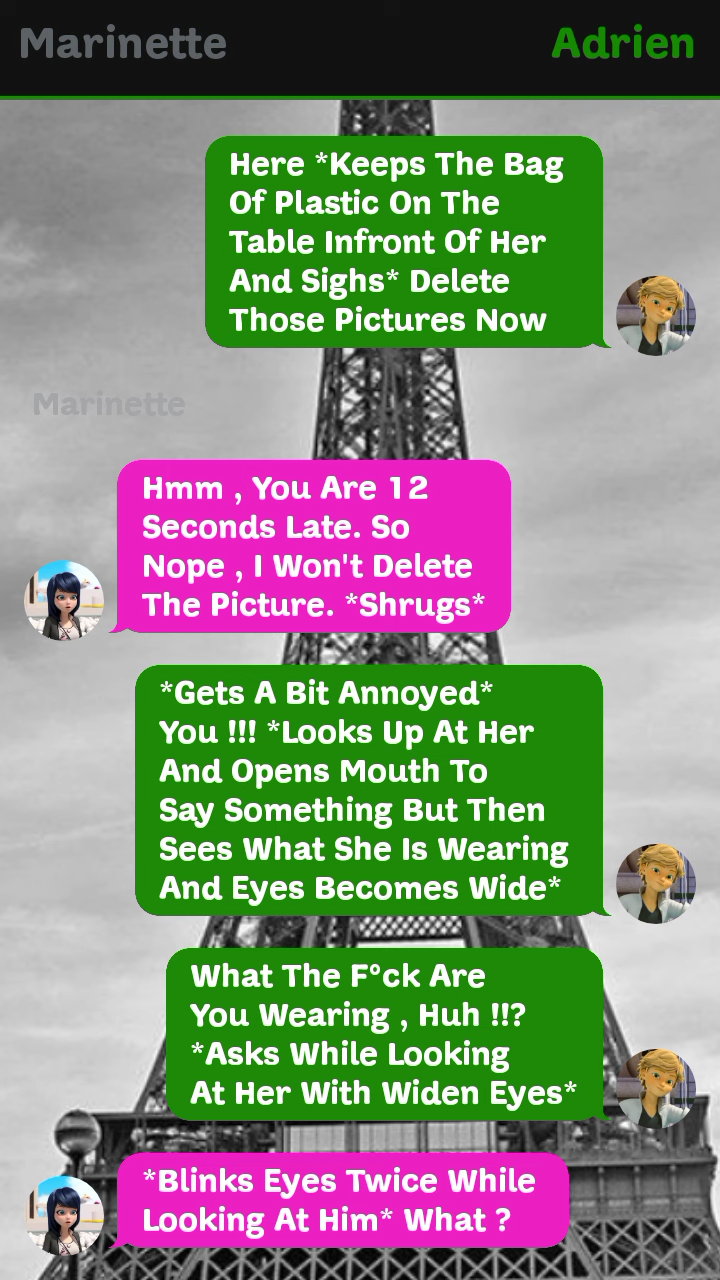 Marinette Adrien
Here *Keeps The Bag
Of Plastic On The
Table Infront Of Her
And Sighs* Delete
Those Pictures Now
Marinette
Hmm , You Are 12
Seconds Late. So
Nope , I Won't Delete
The Picture. *Shrugs*
*Gets A Bit Annoyed*
You !!! *Looks Up At Her
And Opens Mouth To
Say Something But Then
Sees What She Is Wearing
And Eyes Becomes Wide*
What The F°ck Are
You Wearing , Huh !!?
*Asks While Looking
At Her With Widen Eyes*
*Blinks Eyes Twice While
Looking At Him* What ?